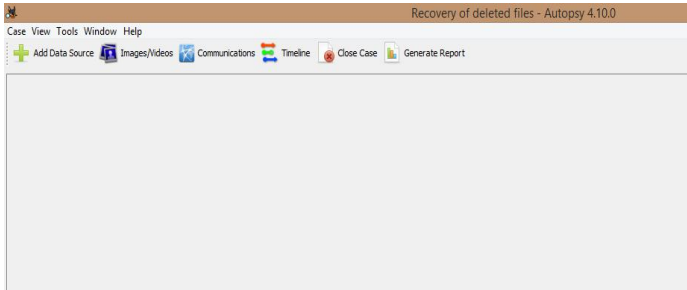 Recovery of deleted files - Autopsy 4.10.0
Case View Tools Window Help
Add Data Source Images/Videos Communications Timeline Close Case Generate Report